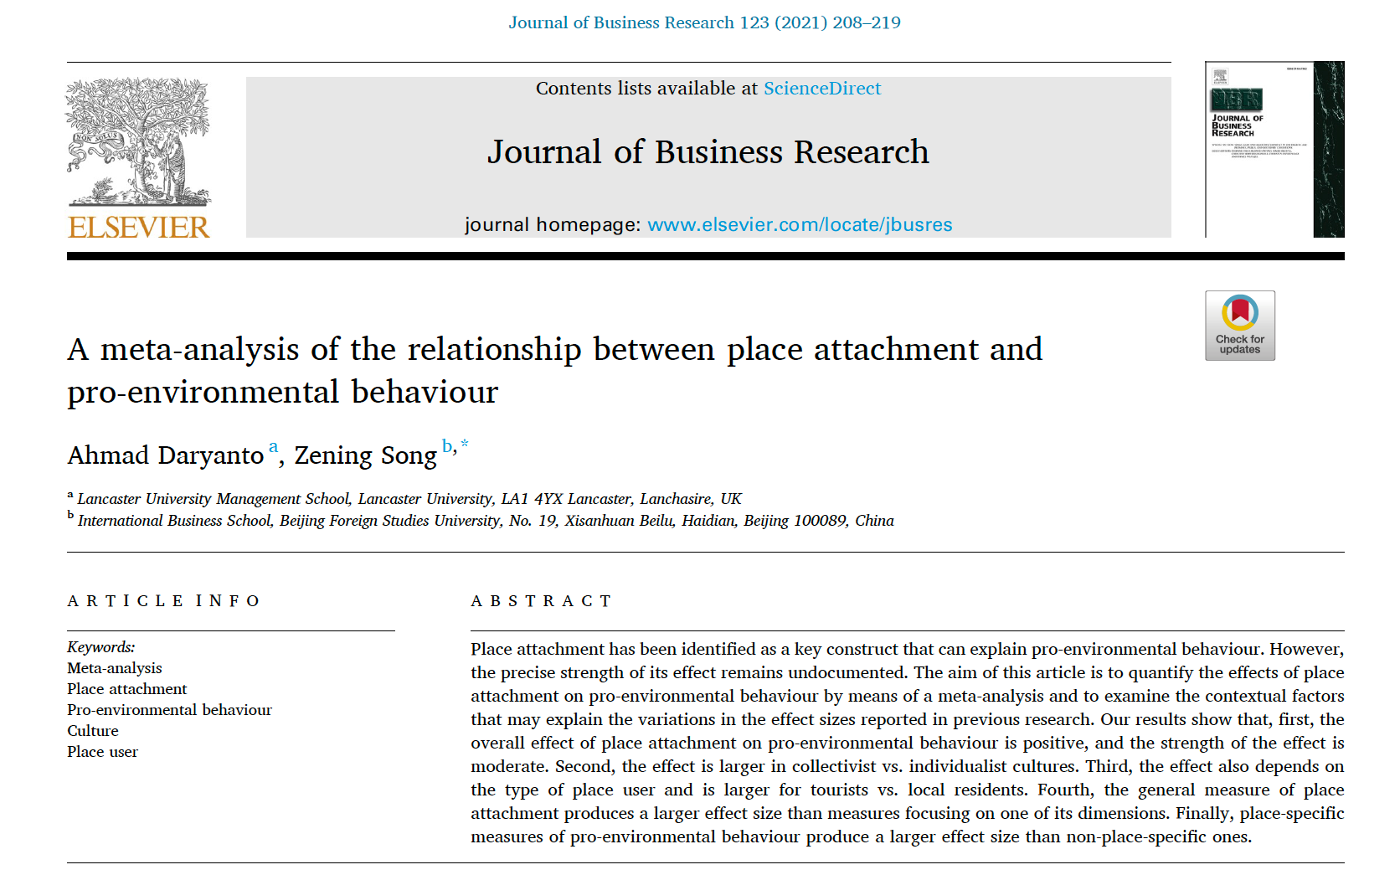 Journal of Business Research 123 (2021) 208–219
Contents lists available at ScienceDirect
Journal of Business Research
journal homepage: www.elsevier.com/locate/jbusres
NON SOLUS
ELSEVIER
JOURNAL OF
BUSINESS
RESEARCH
Check for
updates
A meta-analysis of the relationship between place attachment and
pro-environmental behaviour
Ahmad Daryanto a, Zening Song b,*
a Lancaster University Management School, Lancaster University, LA1 4YX Lancaster, Lanchasire, UK
b International Business School, Beijing Foreign Studies University, No. 19, Xisanhuan Beilu, Haidian, Beijing 100089, China
ARTICLE INFO
Keywords:
Meta-analysis
Place attachment
Pro-environmental behaviour
Culture
Place user
ABSTRACT
Place attachment has been identified as a key construct that can explain pro-environmental behaviour. However,
the precise strength of its effect remains undocumented. The aim of this article is to quantify the effects of place
attachment on pro-environmental behaviour by means of a meta-analysis and to examine the contextual factors
that may explain the variations in the effect sizes reported in previous research. Our results show that, first, the
overall effect of place attachment on pro-environmental behaviour is positive, and the strength of the effect is
moderate. Second, the effect is larger in collectivist vs. individualist cultures. Third, the effect also depends on
the type of place user and is larger for tourists vs. local residents. Fourth, the general measure of place
attachment produces a larger effect size than measures focusing on one of its dimensions. Finally, place-specific
measures of pro-environmental behaviour produce a larger effect size than non-place-specific ones.